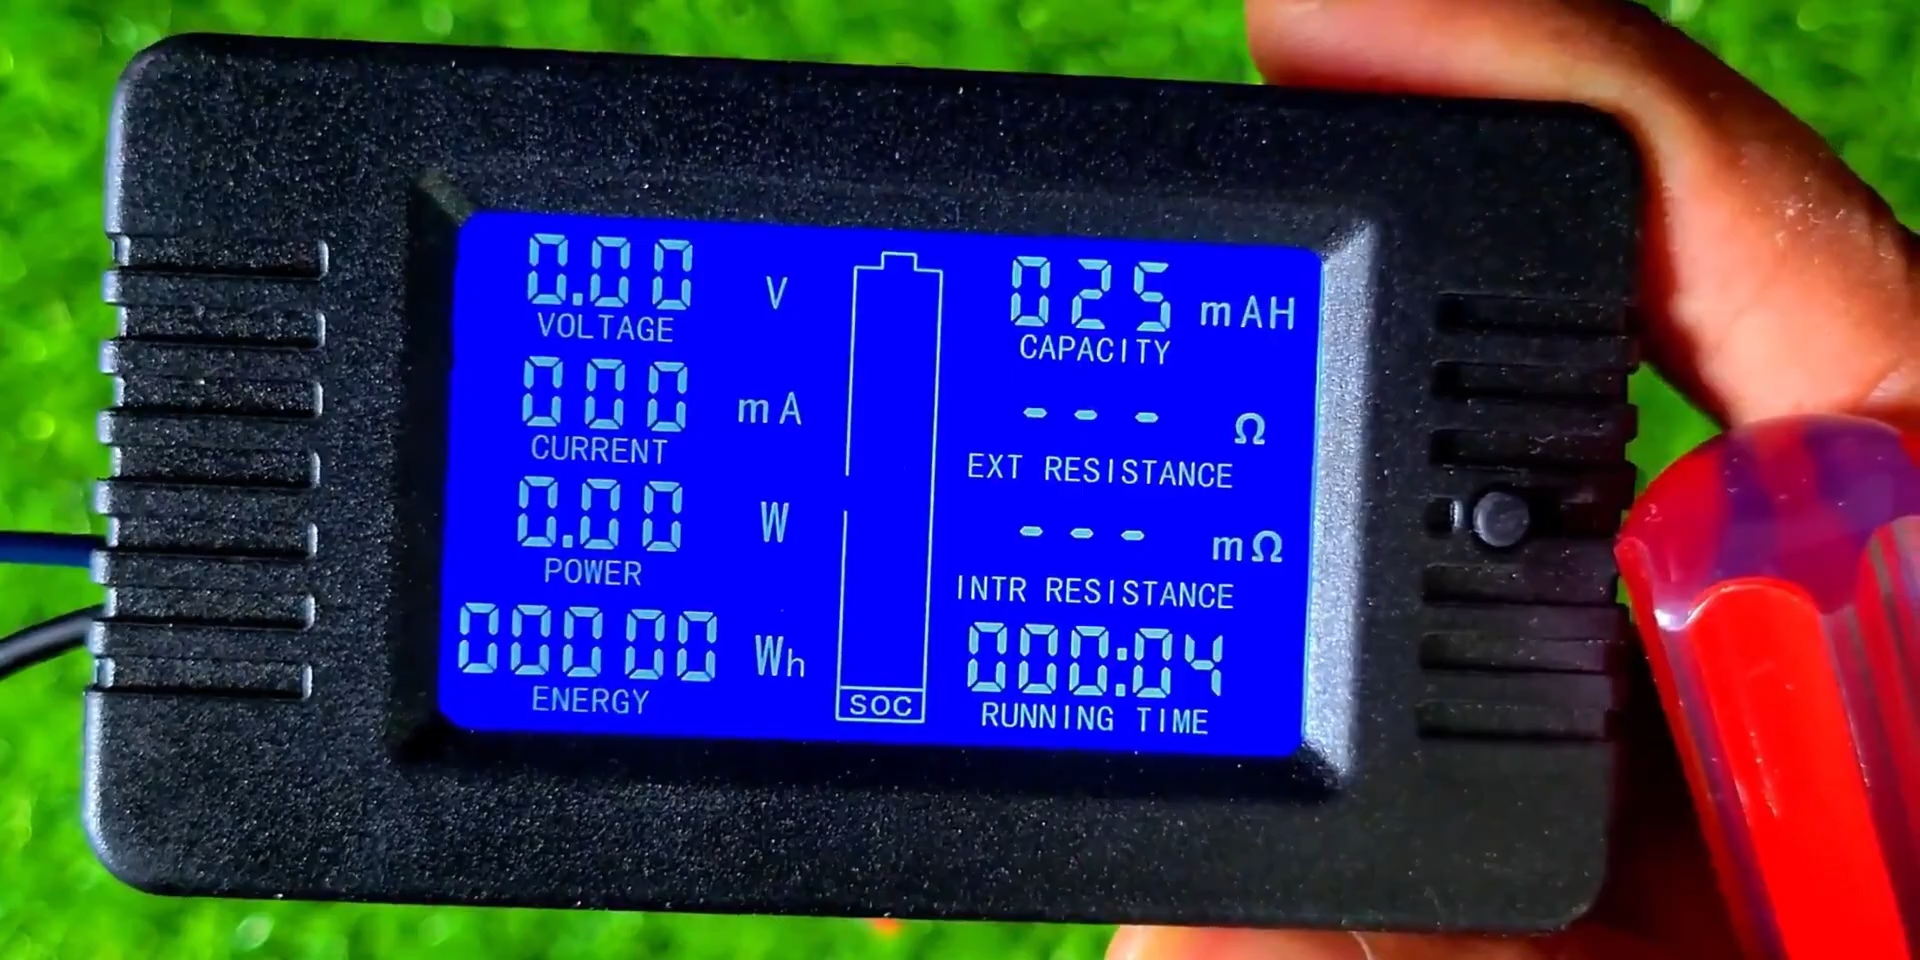 0.00 V
VOLTAGE
000 mA
CURRENT
0.00 W
POWER
00000 Wh
ENERGY
SOC
025 mAH
CAPACITY
--- Ω
EXT RESISTANCE
--- mΩ
INTR RESISTANCE
000:04
RUNNING TIME